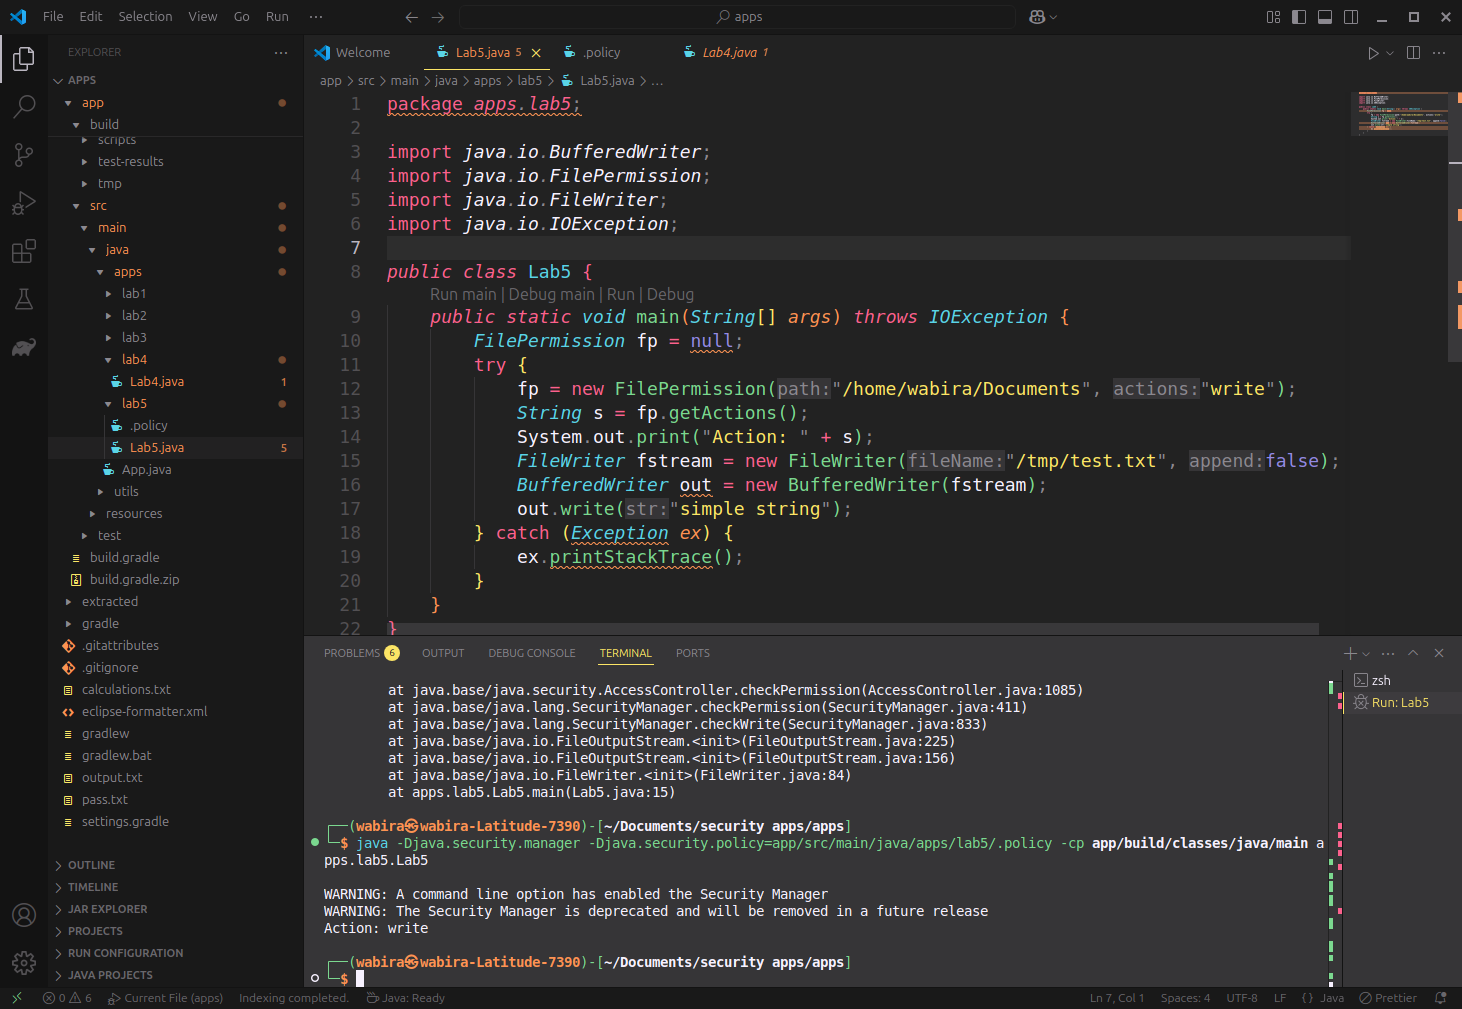 File Edit Selection View Go Run ···
apps
EXPLORER ···
APPS
app
build
scripts
test-results
tmp
src
main
java
apps
lab1
lab2
lab3
lab4
Lab4.java 1
lab5
.policy
Lab5.java 5
App.java
utils
resources
test
build.gradle
build.gradle.zip
extracted
gradle
.gitattributes
.gitignore
calculations.txt
eclipse-formatter.xml
gradlew
gradlew.bat
output.txt
pass.txt
settings.gradle
OUTLINE
TIMELINE
JAR EXPLORER
PROJECTS
RUN CONFIGURATION
JAVA PROJECTS
Welcome Lab5.java 5 .policy Lab4.java 1
app > src > main > java > apps > lab5 > Lab5.java > ...
1 package apps.lab5;
2
3 import java.io.BufferedWriter;
4 import java.io.FilePermission;
5 import java.io.FileWriter;
6 import java.io.IOException;
7
8 public class Lab5 {
Run main | Debug main | Run | Debug
9 public static void main(String[] args) throws IOException {
10 FilePermission fp = null;
11 try {
12 fp = new FilePermission(path:"/home/wabira/Documents", actions:"write");
13 String s = fp.getActions();
14 System.out.print("Action: " + s);
15 FileWriter fstream = new FileWriter(fileName:"/tmp/test.txt", append:false);
16 BufferedWriter out = new BufferedWriter(fstream);
17 out.write(str:"simple string");
18 } catch (Exception ex) {
19 ex.printStackTrace();
20 }
21 }
22 }
PROBLEMS 6 OUTPUT DEBUG CONSOLE TERMINAL PORTS
at java.base/java.security.AccessController.checkPermission(AccessController.java:1085)
at java.base/java.lang.SecurityManager.checkPermission(SecurityManager.java:411)
at java.base/java.lang.SecurityManager.checkWrite(SecurityManager.java:833)
at java.base/java.io.FileOutputStream.<init>(FileOutputStream.java:225)
at java.base/java.io.FileOutputStream.<init>(FileOutputStream.java:156)
at java.base/java.io.FileWriter.<init>(FileWriter.java:84)
at apps.lab5.Lab5.main(Lab5.java:15)
┌──(wabira㉿wabira-Latitude-7390)-[~/Documents/security apps/apps]
└─$ java -Djava.security.manager -Djava.security.policy=app/src/main/java/apps/lab5/.policy -cp app/build/classes/java/main a
pps.lab5.Lab5
WARNING: A command line option has enabled the Security Manager
WARNING: The Security Manager is deprecated and will be removed in a future release
Action: write
┌──(wabira㉿wabira-Latitude-7390)-[~/Documents/security apps/apps]
└─$
zsh
Run: Lab5
0 6 Current File (apps) Indexing completed. Java: Ready Ln 7, Col 1 Spaces: 4 UTF-8 LF {} Java Prettier